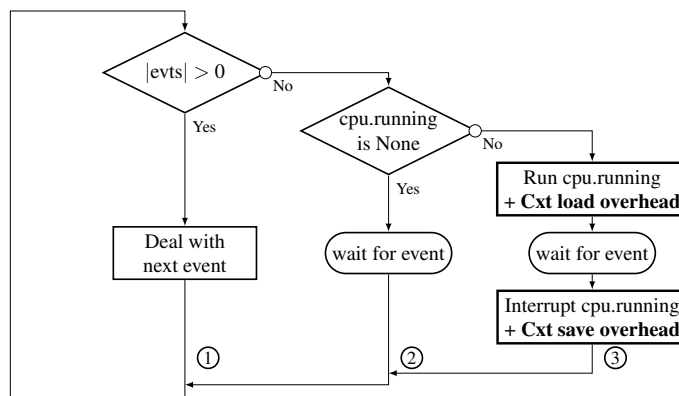 |evts| > 0
No
Yes
cpu.running
is None
No
Yes
Run cpu.running
+ Cxt load overhead
Deal with
next event
wait for event
wait for event
Interrupt cpu.running
+ Cxt save overhead
1
2
3